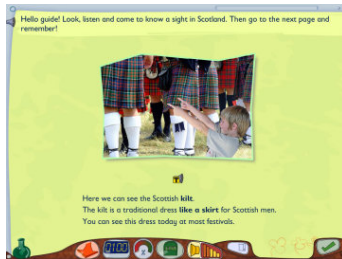 Hello guide! Look, listen and come to know a sight in Scotland. Then go to the next page and
remember!
Here we can see the Scottish kilt.
The kilt is a traditional dress like a skirt for Scottish men.
You can see this dress today at most festivals.